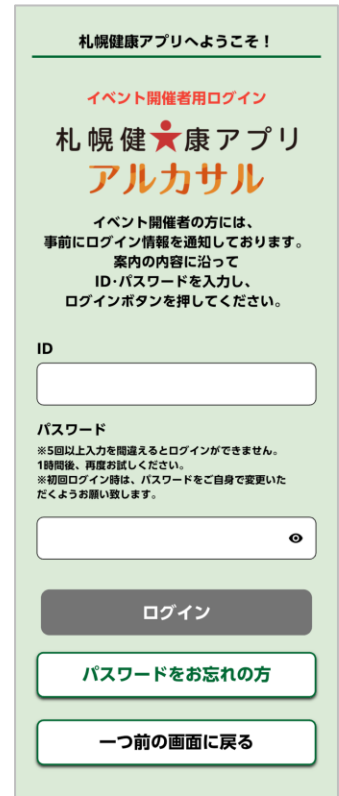 札幌健康アプリへようこそ！
イベント開催者用ログイン
札幌健康アプリ
アルカサル
イベント開催者の方には、
事前にログイン情報を通知しております。
案内の内容に沿って
ID・パスワードを入力し、
ログインボタンを押してください。
ID
パスワード
※5回以上入力を間違えるとログインができません。
1時間後、再度お試しください。
※初回ログイン時は、パスワードをご自身で変更いた
だくようお願い致します。
ログイン
パスワードをお忘れの方
一つ前の画面に戻る